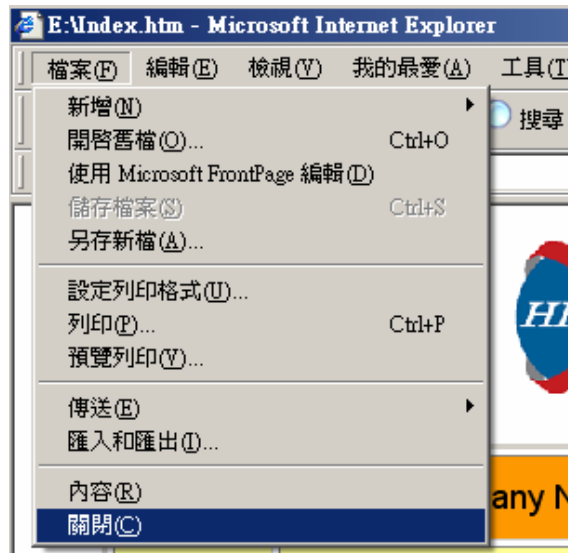 E:\Index.htm - Microsoft Internet Explorer
檔案(F) 編輯(E) 檢視(V) 我的最愛(A) 工具(T
新增(N)
開啓舊檔(O)... Ctrl+O
搜尋
使用 Microsoft FrontPage 編輯(D)
儲存檔案(S) Ctrl+S
另存新檔(A)...
設定列印格式(U)...
列印(P)... Ctrl+P
預覽列印(V)...
傳送(E)
匯入和匯出(I)...
內容(R)
any N
關閉(C)